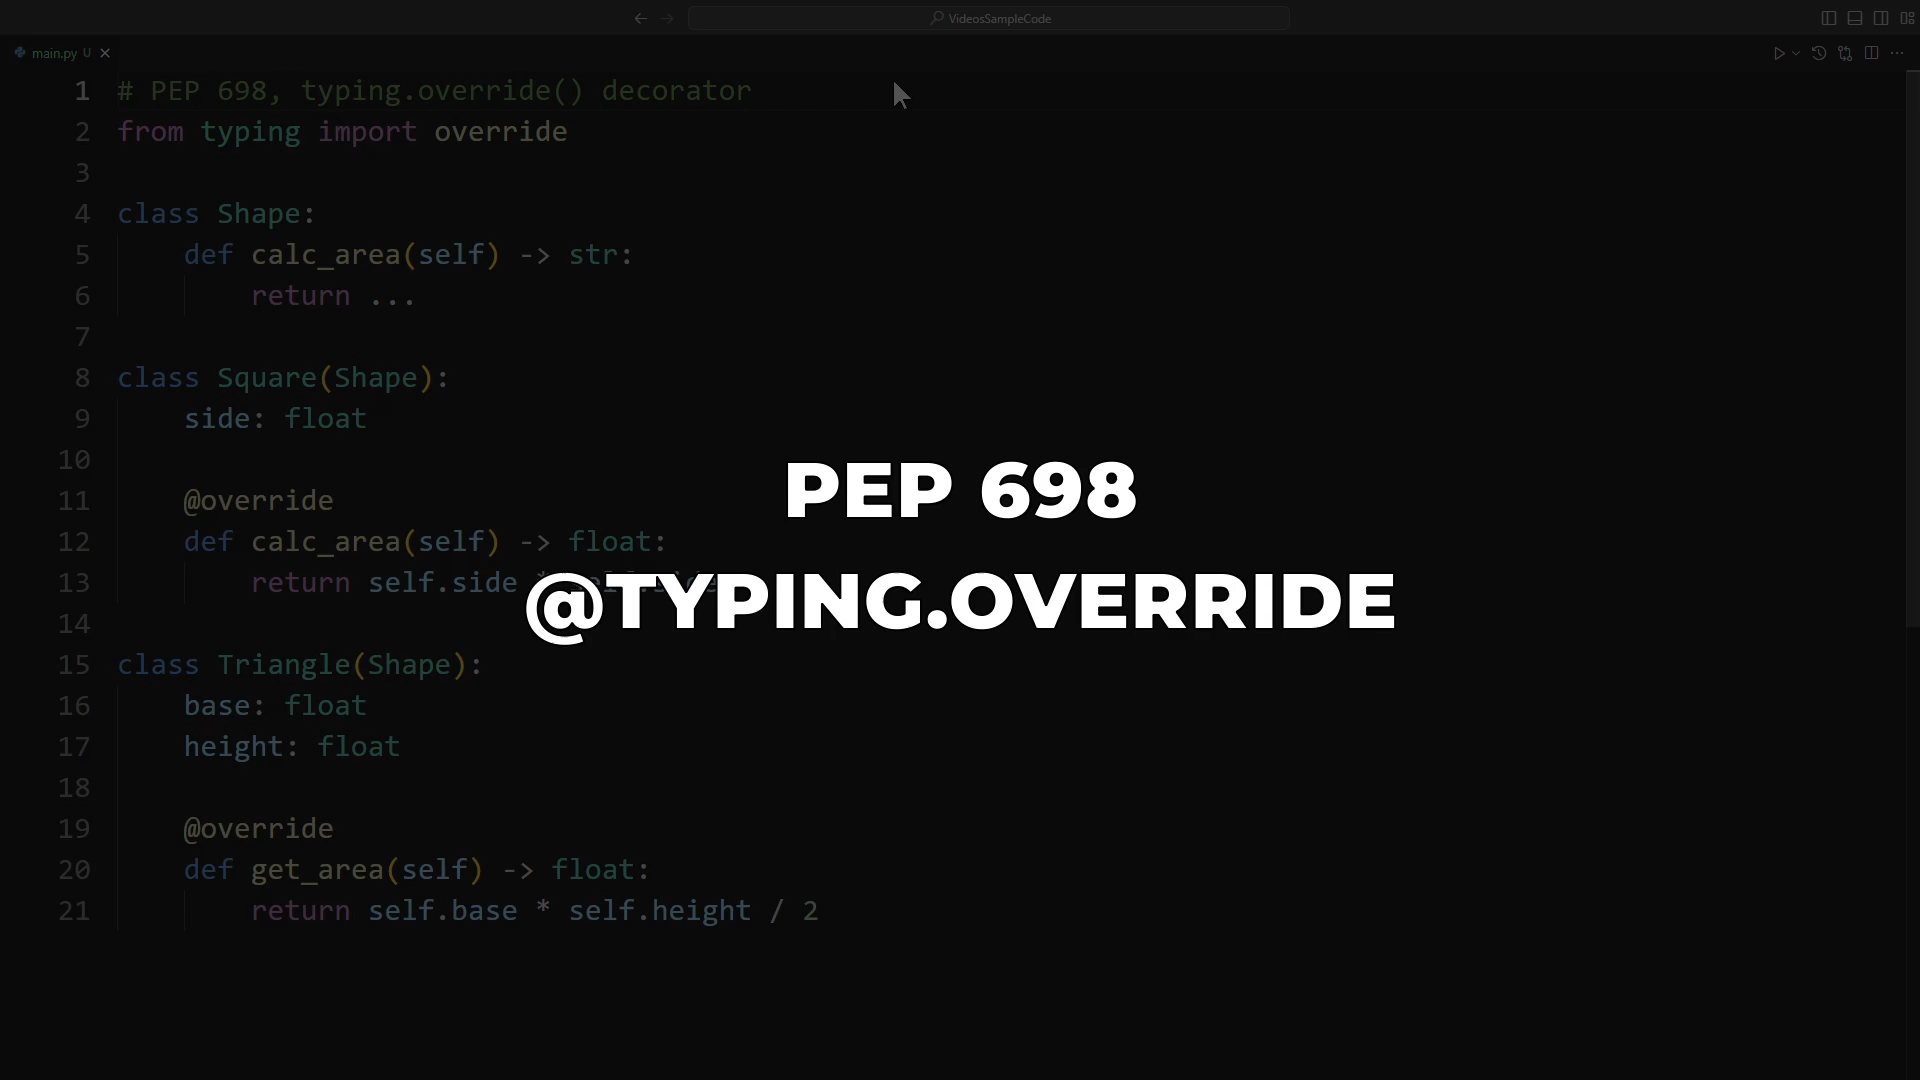 VideosSampleCode
main.py U
1 # PEP 698, typing.override() decorator
2 from typing import override
3
4 class Shape:
5 def calc_area(self) -> str:
6 return ...
7
8 class Square(Shape):
9 side: float
10
11 @override
12 def calc_area(self) -> float:
13 return self.side * self.side
14
15 class Triangle(Shape):
16 base: float
17 height: float
18
19 @override
20 def get_area(self) -> float:
21 return self.base * self.height / 2
PEP 698
@TYPING.OVERRIDE